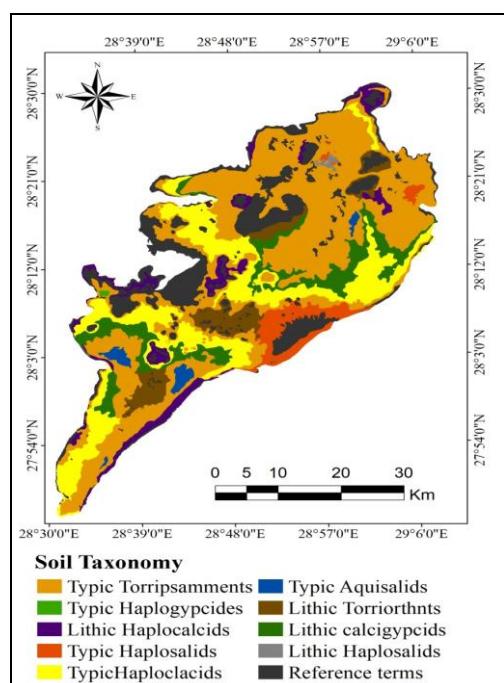 28°39'0"E 28°48'0"E 28°57'0"E 29°6'0"E
N
W E
S
28°30'0"N 28°30'0"N
28°21'0"N 28°21'0"N
28°12'0"N 28°12'0"N
28°3'0"N 28°3'0"N
27°54'0"N 27°54'0"N
0 5 10 20 30
Km
28°30'0"E 28°39'0"E 28°48'0"E 28°57'0"E 29°6'0"E
Soil Taxonomy
Typic Torripsamments Typic Aquisalids
Typic Haplogypcides Lithic Torriorthnts
Lithic Haplocalcids Lithic calcigypcids
Typic Haplosalids Lithic Haplosalids
TypicHaploclacids Reference terms